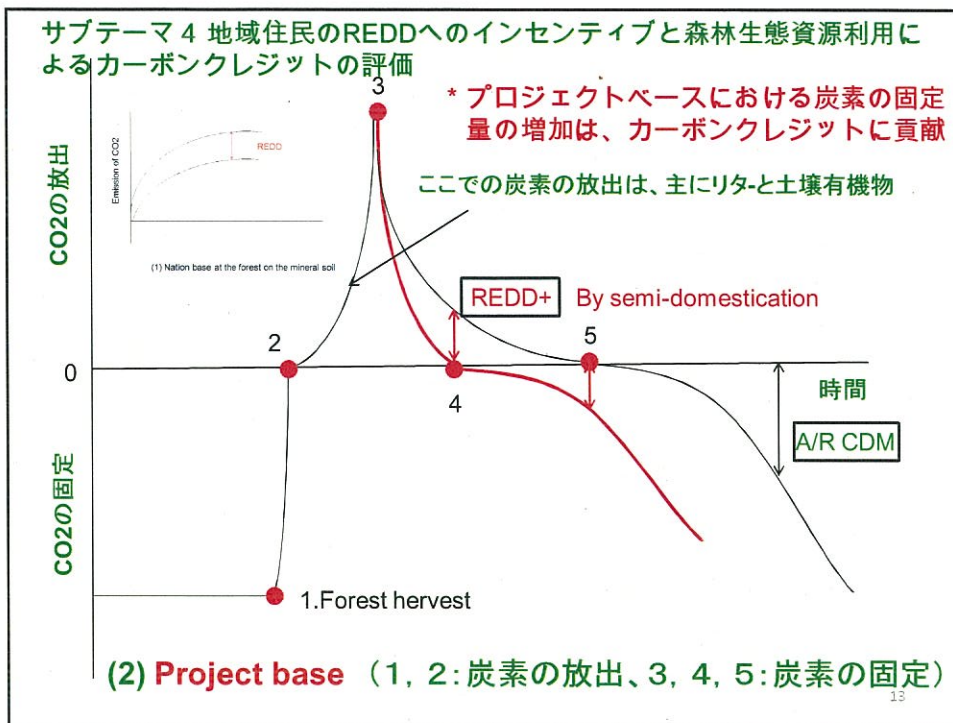 サブテーマ4 地域住民のREDDへのインセンティブと森林生態資源利用に
よるカーボンクレジットの評価
3
* プロジェクトベースにおける炭素の固定
量の増加は、カーボンクレジットに貢献
CO2の放出
Emission of CO2
REDD
(1) Nation base at the forest on the mineral soil
ここでの炭素の放出は、主にリタ-と土壌有機物
REDD+ By semi-domestication
2
5
0
4
時間
A/R CDM
CO2の固定
1.Forest hervest
(2) Project base (1, 2:炭素の放出、3, 4, 5:炭素の固定)
13